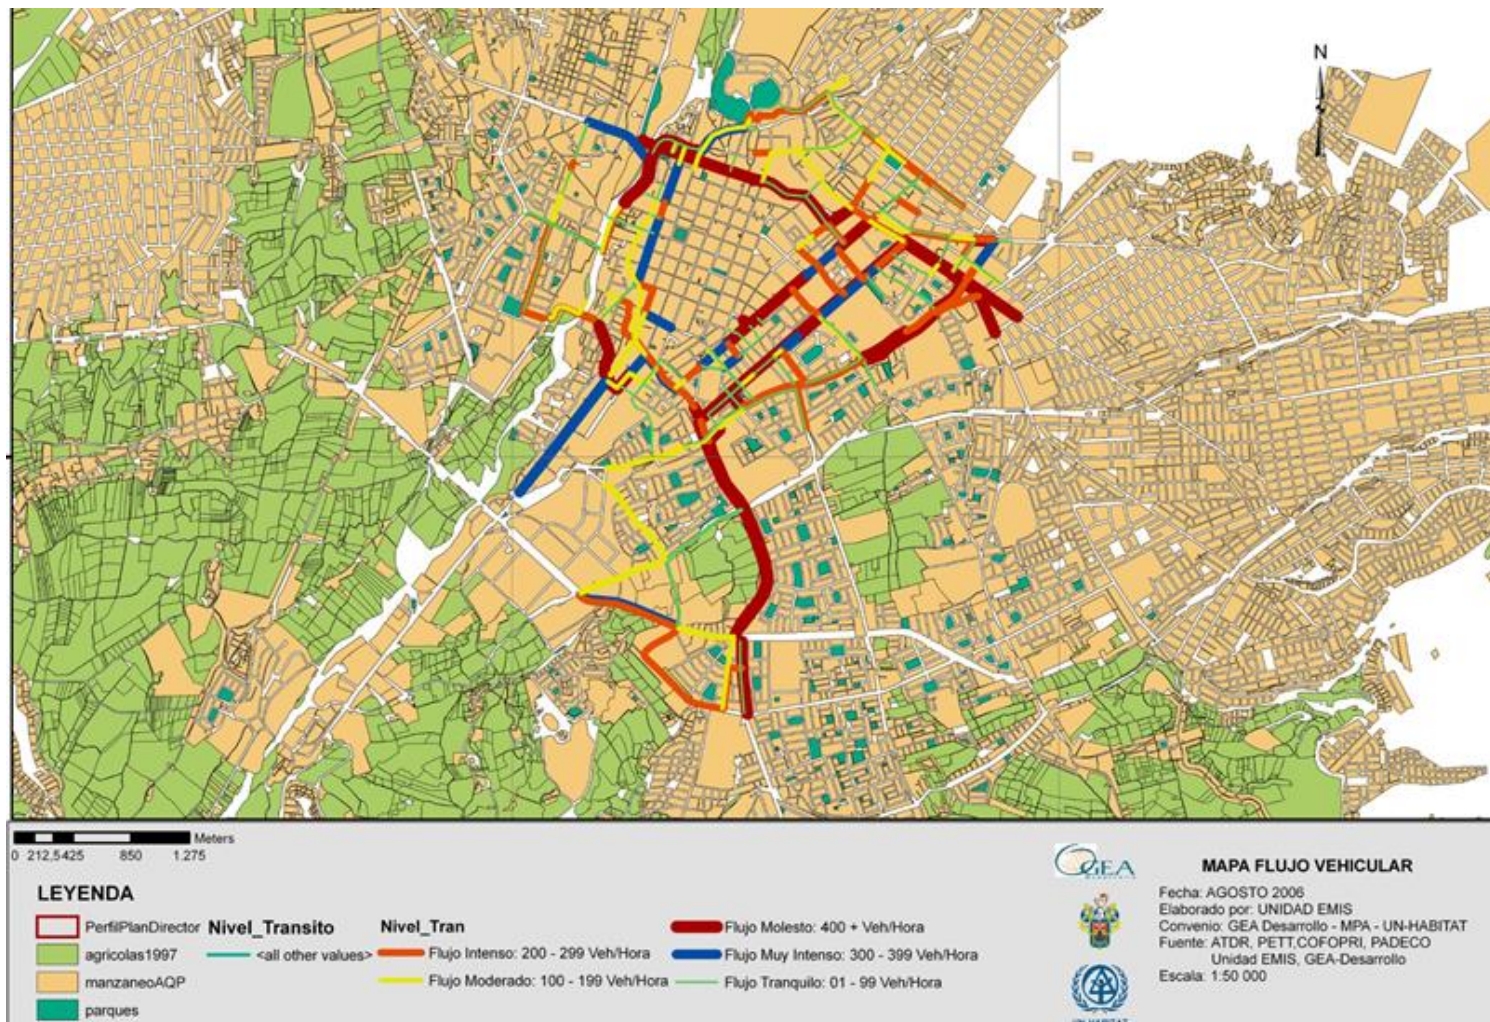 N
Meters
0 212,5 425 850 1.275
LEYENDA
PerfilPlanDirector
agricolas1997
manzaneoAQP
parques
Nivel_Transito
<all other values>
Nivel_Tran
Flujo Intenso: 200 - 299 Veh/Hora
Flujo Moderado: 100 - 199 Veh/Hora
Flujo Molesto: 400 + Veh/Hora
Flujo Muy Intenso: 300 - 399 Veh/Hora
Flujo Tranquilo: 01 - 99 Veh/Hora
GEA
MAPA FLUJO VEHICULAR
Fecha: AGOSTO 2006
Elaborado por: UNIDAD EMIS
Convenio: GEA Desarrollo - MPA - UN-HABITAT
Fuente: ATDR, PETT,COFOPRI, PADECO
Unidad EMIS, GEA-Desarrollo
Escala: 1:50 000